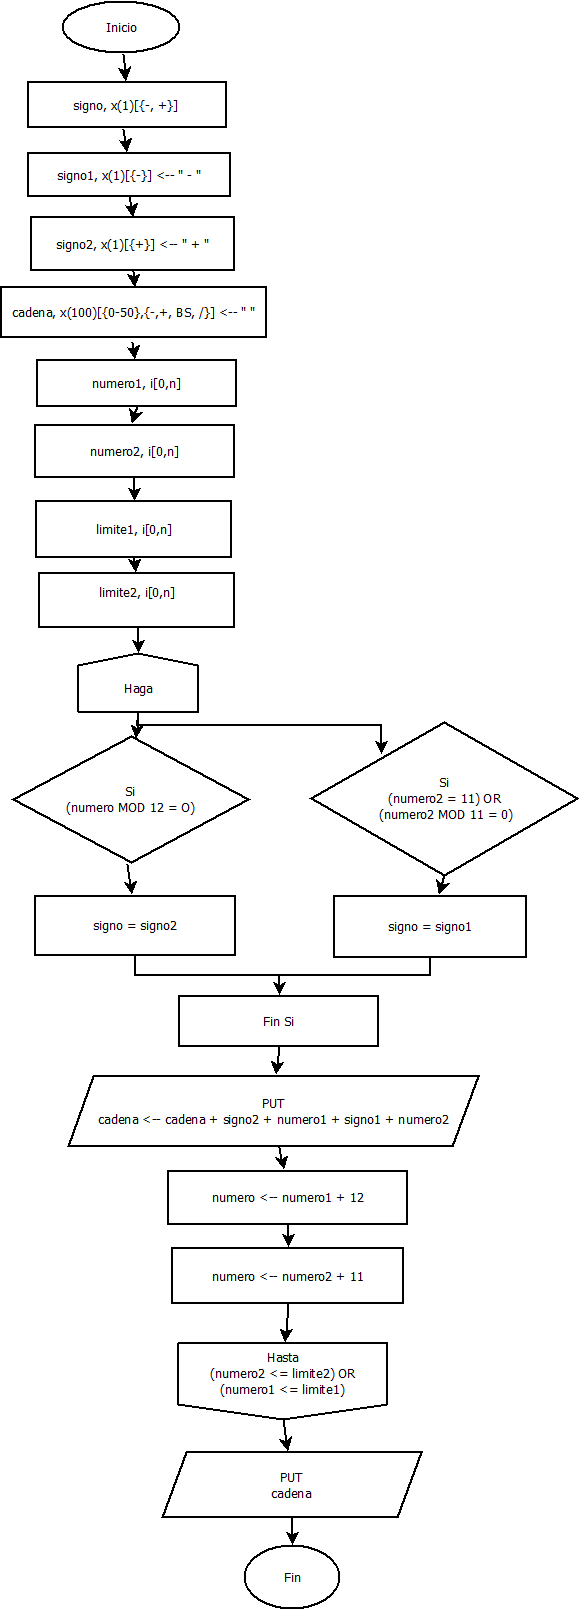 Inicio
signo, x(1)[{-, +}]
signo1, x(1)[{-}] <-- " - "
signo2, x(1)[{+}] <-- " + "
cadena, x(100)[{0-50},{-,+, BS, /}] <-- " "
numero1, i[0,n]
numero2, i[0,n]
limite1, i[0,n]
limite2, i[0,n]
Haga
Si
(numero MOD 12 = O)
Si
(numero2 = 11) OR
(numero2 MOD 11 = 0)
signo = signo2
signo = signo1
Fin Si
PUT
cadena <-- cadena + signo2 + numero1 + signo1 + numero2
numero <-- numero1 + 12
numero <-- numero2 + 11
Hasta
(numero2 <= limite2) OR
(numero1 <= limite1)
PUT
cadena
Fin